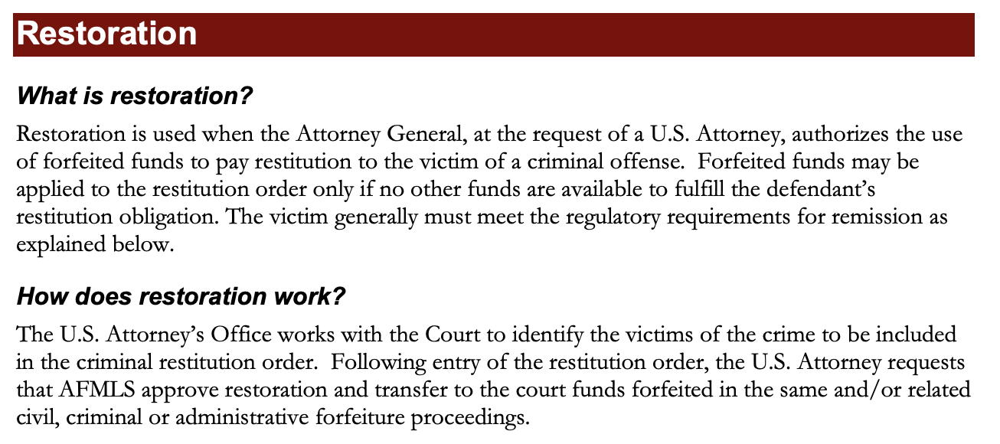 Restoration
What is restoration?
Restoration is used when the Attorney General, at the request of a U.S. Attorney, authorizes the use
of forfeited funds to pay restitution to the victim of a criminal offense.  Forfeited funds may be
applied to the restitution order only if no other funds are available to fulfill the defendant’s
restitution obligation. The victim generally must meet the regulatory requirements for remission as
explained below.
How does restoration work?
The U.S. Attorney’s Office works with the Court to identify the victims of the crime to be included
in the criminal restitution order.  Following entry of the restitution order, the U.S. Attorney requests
that AFMLS approve restoration and transfer to the court funds forfeited in the same and/or related
civil, criminal or administrative forfeiture proceedings.